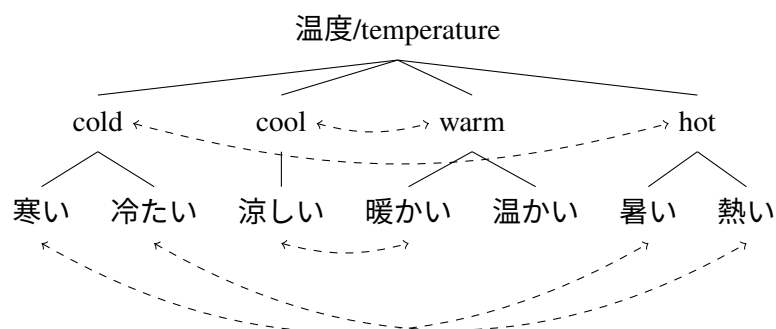 温度/temperature
cold cool warm hot
寒い 冷たい 涼しい 暖かい 温かい 暑い 熱い